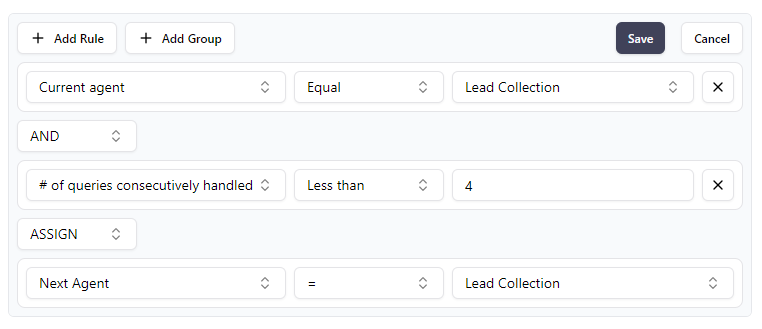 Add Rule Add Group Save Cancel
Current agent Equal Lead Collection
AND
# of queries consecutively handled Less than 4
ASSIGN
Next Agent = Lead Collection